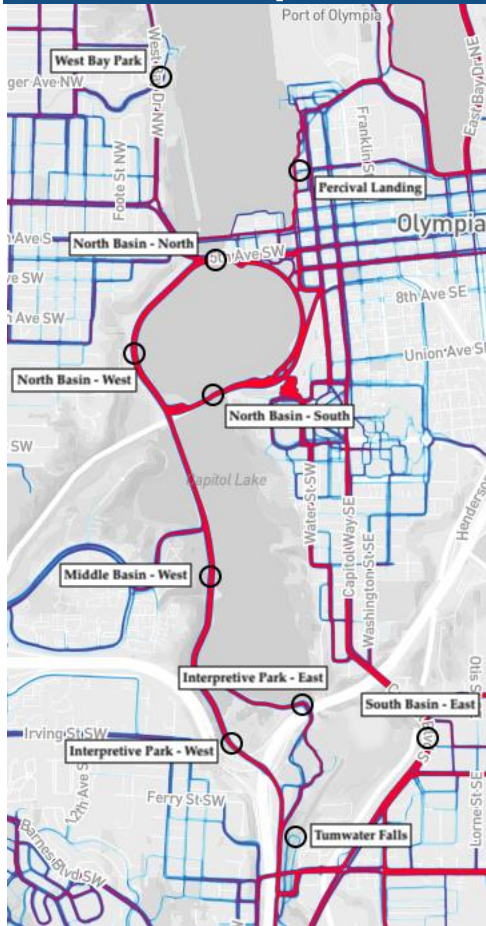 Port of Olympia
West Bay Park
ger Ave NW
Dr NW
East Bay Dr NE
Foote St NW
Franklin S
Percival Landing
Olympia
North Basin - North
5th Ave SW
n Ave S
ve SW
8th Ave SE
n Ave SW
Union Ave SE
North Basin - West
North Basin - South
SW
Capitol Lake
Water St SW
Capitol Way SE
Washington St SE
Henderson
Middle Basin - West
Interpretive Park - East
South Basin - East
Otis S
Irving St SW
Interpretive Park - West
12th Ave S
Ferry St SW
Lorne St SE
Tumwater Falls
Barnes Blvd SW